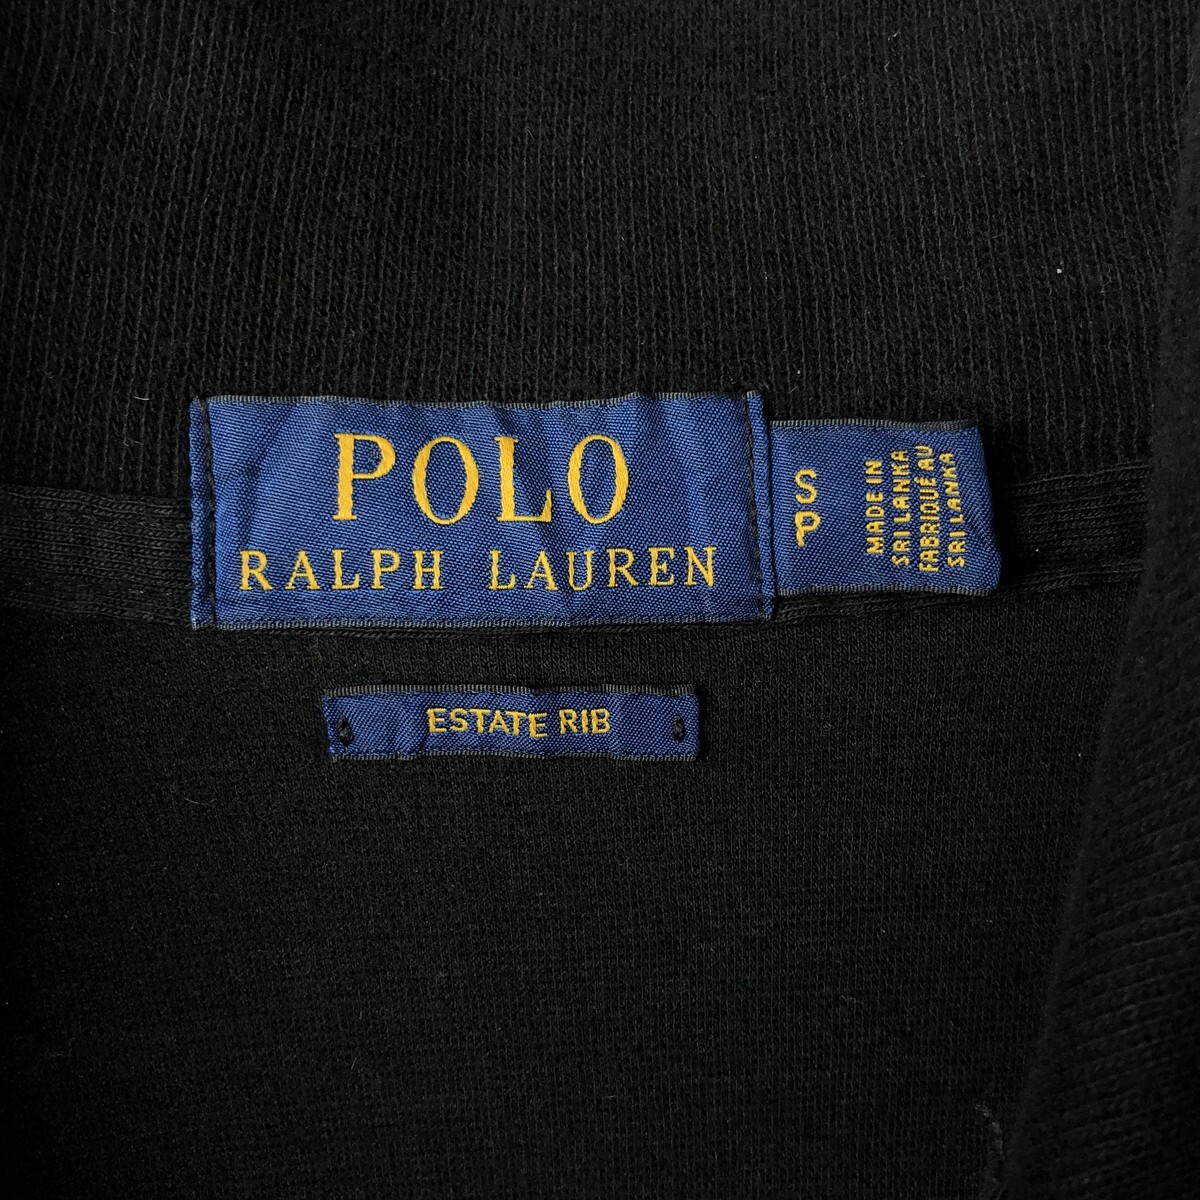 POLO
RALPH LAUREN
S
P
MADE IN
SRI LANKA
FABRIQUÉ AU
SRI LANKA
ESTATE RIB